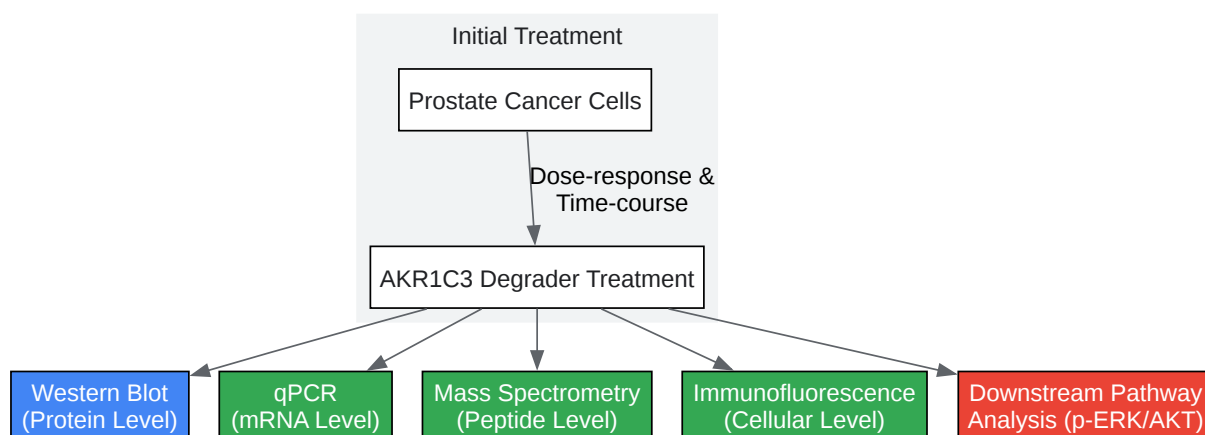 Initial Treatment
Prostate Cancer Cells
Dose-response &
Time-course
AKR1C3 Degrader Treatment
Western Blot
(Protein Level)
qPCR
(mRNA Level)
Mass Spectrometry
(Peptide Level)
Immunofluorescence
(Cellular Level)
Downstream Pathway
Analysis (p-ERK/AKT)